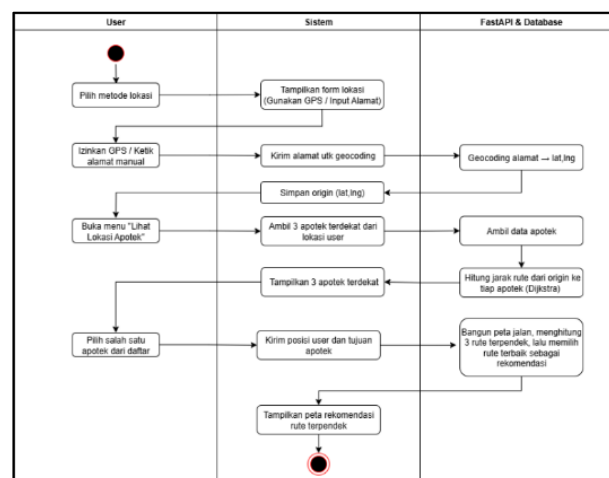 User
Sistem
FastAPI & Database
Pilih metode lokasi
Tampilkan form lokasi
(Gunakan GPS / Input Alamat)
Izinkan GPS / Ketik
alamat manual
Kirim alamat utk geocoding
Geocoding alamat → lat,lng
Simpan origin (lat,lng)
Buka menu "Lihat
Lokasi Apotek"
Ambil 3 apotek terdekat dari
lokasi user
Ambil data apotek
Hitung jarak rute dari origin ke
tiap apotek (Dijkstra)
Tampilkan 3 apotek terdekat
Pilih salah satu
apotek dari daftar
Kirim posisi user dan tujuan
apotek
Bangun peta jalan, menghitung
3 rute terpendek, lalu memilih
rute terbaik sebagai
rekomendasi
Tampilkan peta rekomendasi
rute terpendek